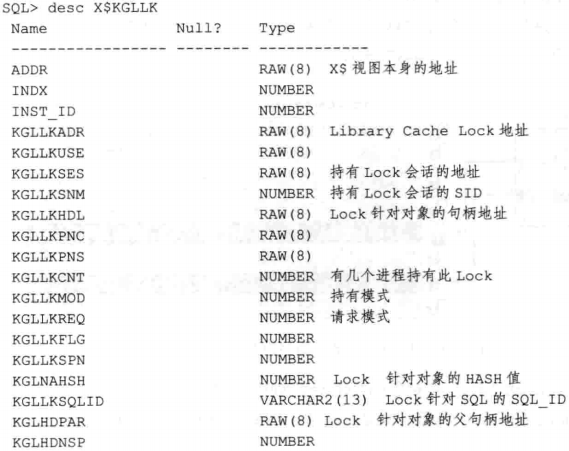 SQL> desc X$KGLLK
Name Null? Type
----------------- -------- ------------
ADDR RAW(8) X$ 视图本身的地址
INDX NUMBER
INST_ID NUMBER
KGLLKADR RAW(8) Library Cache Lock 地址
KGLLKUSE RAW(8)
KGLLKSES RAW(8) 持有 Lock 会话的地址
KGLLKSNM NUMBER 持有 Lock 会话的 SID
KGLLKHDL RAW(8) Lock 针对对象的句柄地址
KGLLKPNC RAW(8)
KGLLKPNS RAW(8)
KGLLKCNT NUMBER 有几个进程持有此 Lock
KGLLKMOD NUMBER 持有模式
KGLLKREQ NUMBER 请求模式
KGLLKFLG NUMBER
KGLLKSPN NUMBER
KGLNAHSH NUMBER Lock 针对对象的 HASH 值
KGLLKSQLID VARCHAR2(13) Lock 针对 SQL 的 SQL_ID
KGLHDPAR RAW(8) Lock 针对对象的父句柄地址
KGLHDNSP NUMBER